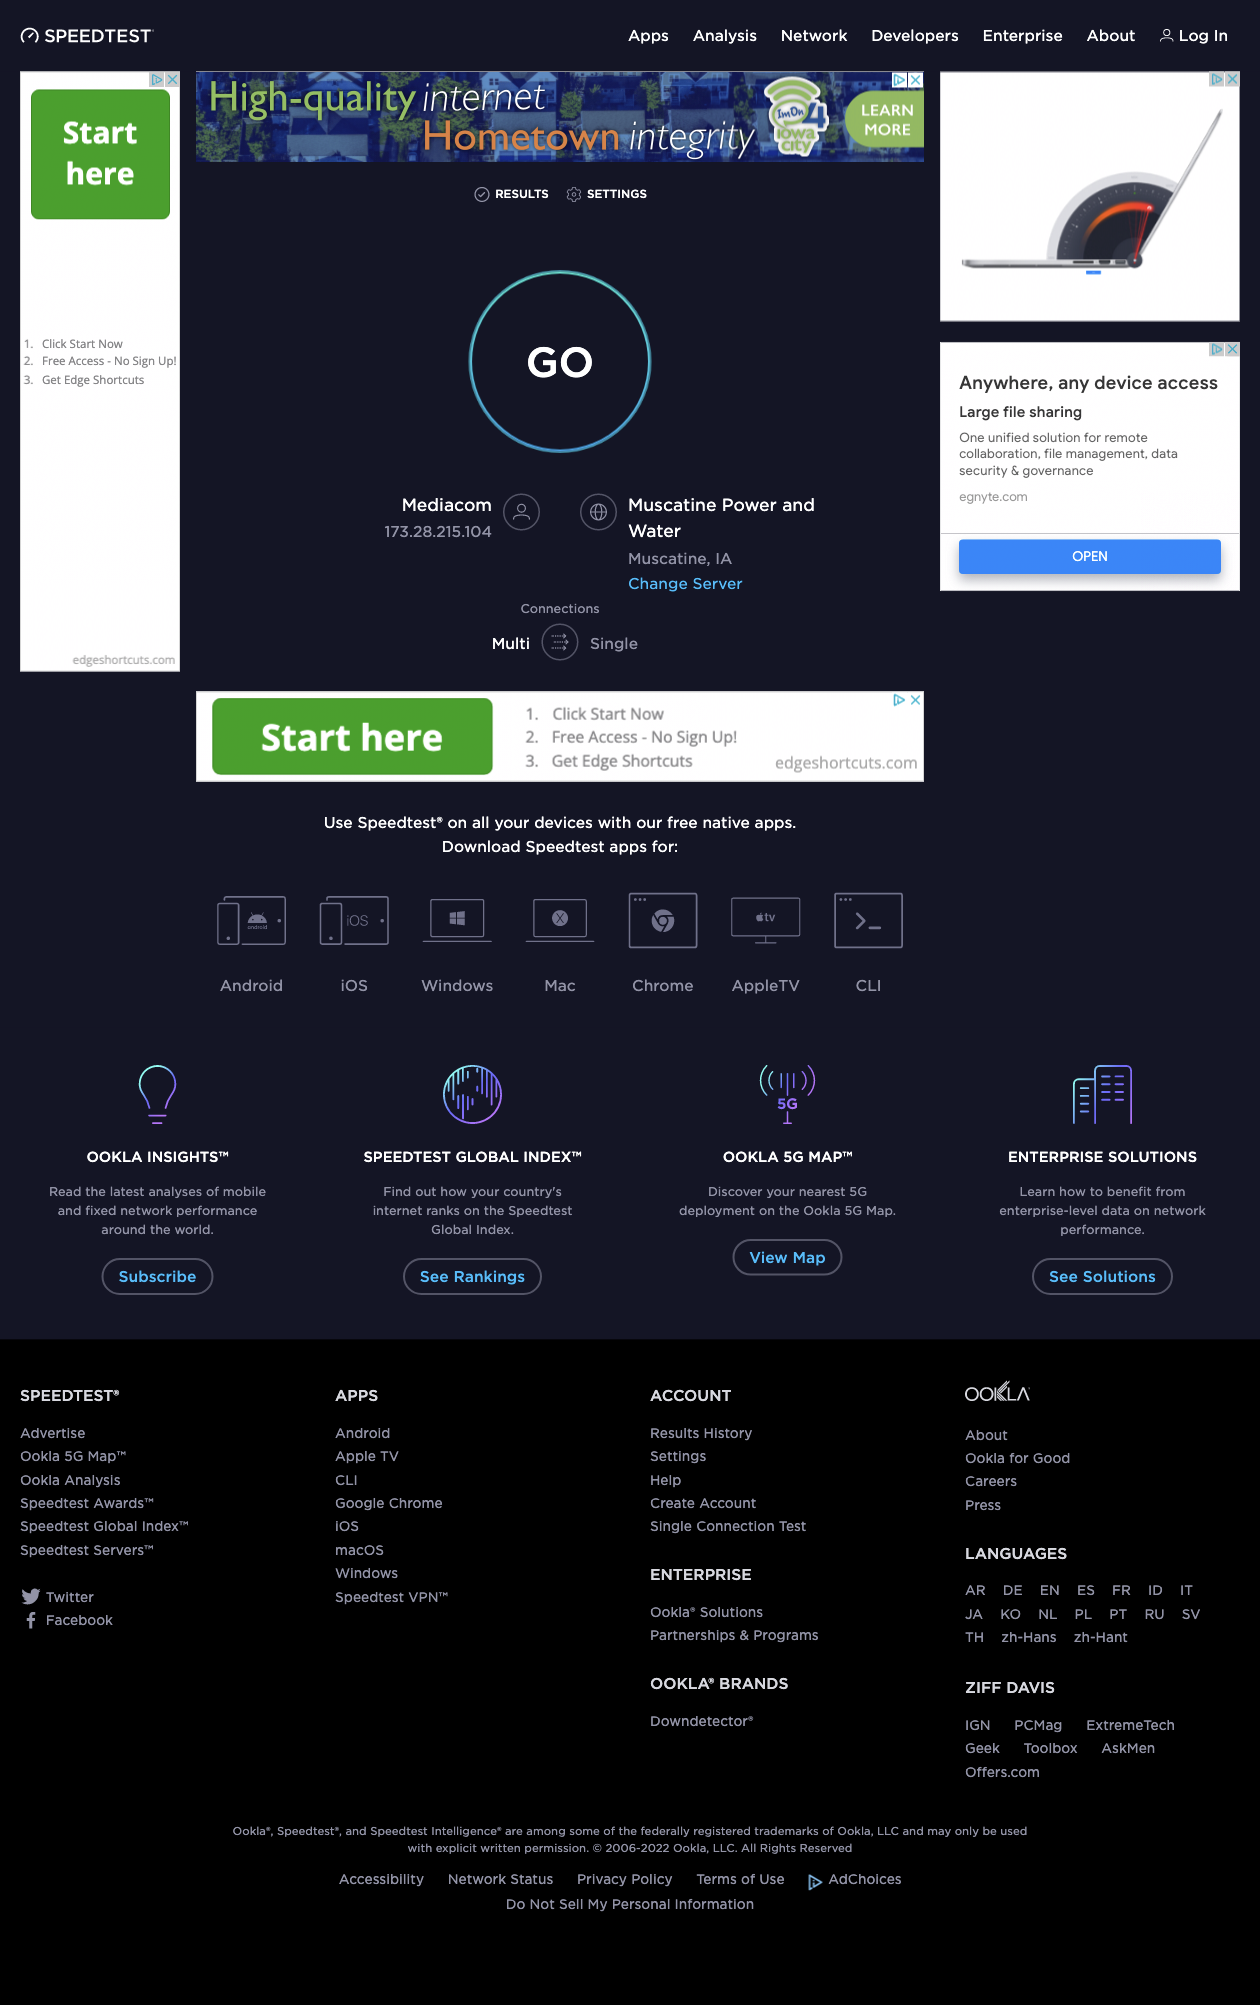 SPEEDTEST
Apps Analysis Network Developers Enterprise About Log In
Start
here
1. Click Start Now
2. Free Access - No Sign Up!
3. Get Edge Shortcuts
edgeshortcuts.com
High-quality internet
Hometown integrity
ImOn
4
iowa
city
LEARN
MORE
RESULTS SETTINGS
GO
Mediacom
173.28.215.104
Muscatine Power and
Water
Muscatine, IA
Change Server
Connections
Multi Single
Anywhere, any device access
Large file sharing
One unified solution for remote
collaboration, file management, data
security & governance
egnyte.com
OPEN
Start here
1. Click Start Now
2. Free Access - No Sign Up!
3. Get Edge Shortcuts
edgeshortcuts.com
Use Speedtest® on all your devices with our free native apps.
Download Speedtest apps for:
android iOS X tv
Android iOS Windows Mac Chrome AppleTV CLI
5G
OOKLA INSIGHTS™
Read the latest analyses of mobile
and fixed network performance
around the world.
Subscribe
SPEEDTEST GLOBAL INDEX™
Find out how your country's
internet ranks on the Speedtest
Global Index.
See Rankings
OOKLA 5G MAP™
Discover your nearest 5G
deployment on the Ookla 5G Map.
View Map
ENTERPRISE SOLUTIONS
Learn how to benefit from
enterprise-level data on network
performance.
See Solutions
SPEEDTEST®
Advertise
Ookla 5G Map™
Ookla Analysis
Speedtest Awards™
Speedtest Global Index™
Speedtest Servers™
Twitter
Facebook
APPS
Android
Apple TV
CLI
Google Chrome
iOS
macOS
Windows
Speedtest VPN™
ACCOUNT
Results History
Settings
Help
Create Account
Single Connection Test
ENTERPRISE
Ookla® Solutions
Partnerships & Programs
OOKLA® BRANDS
Downdetector®
OOKLA
About
Ookla for Good
Careers
Press
LANGUAGES
AR DE EN ES FR ID IT
JA KO NL PL PT RU SV
TH zh-Hans zh-Hant
ZIFF DAVIS
IGN PCMag ExtremeTech
Geek Toolbox AskMen
Offers.com
Ookla®, Speedtest®, and Speedtest Intelligence® are among some of the federally registered trademarks of Ookla, LLC and may only be used
with explicit written permission. © 2006-2022 Ookla, LLC. All Rights Reserved
Accessibility Network Status Privacy Policy Terms of Use AdChoices
Do Not Sell My Personal Information